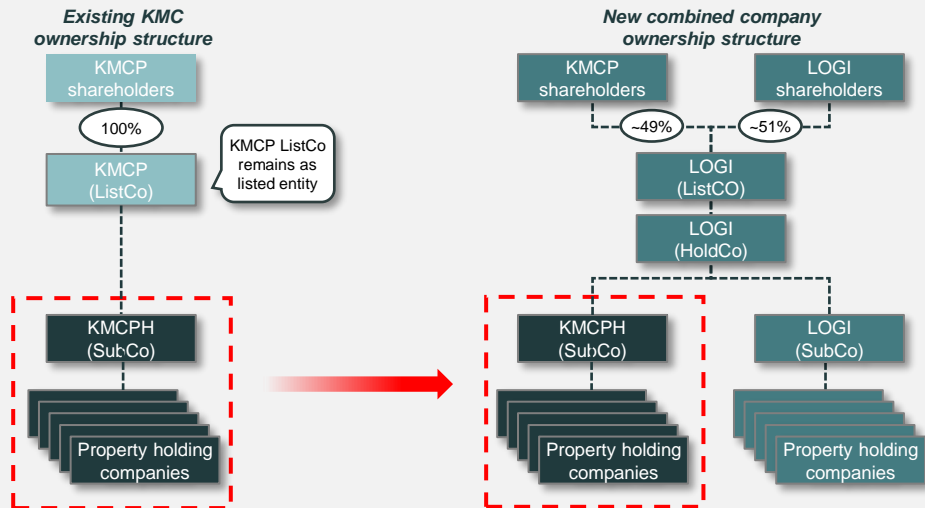 Existing KMC
ownership structure
KMCP
shareholders
100%
KMCP ListCo
remains as
listed entity
KMCP
(ListCo)
KMCPH
(SubCo)
Property holding
companies
New combined company
ownership structure
KMCP
shareholders
LOGI
shareholders
~49%
~51%
LOGI
(ListCO)
LOGI
(HoldCo)
KMCPH
(SubCo)
LOGI
(SubCo)
Property holding
companies
Property holding
companies